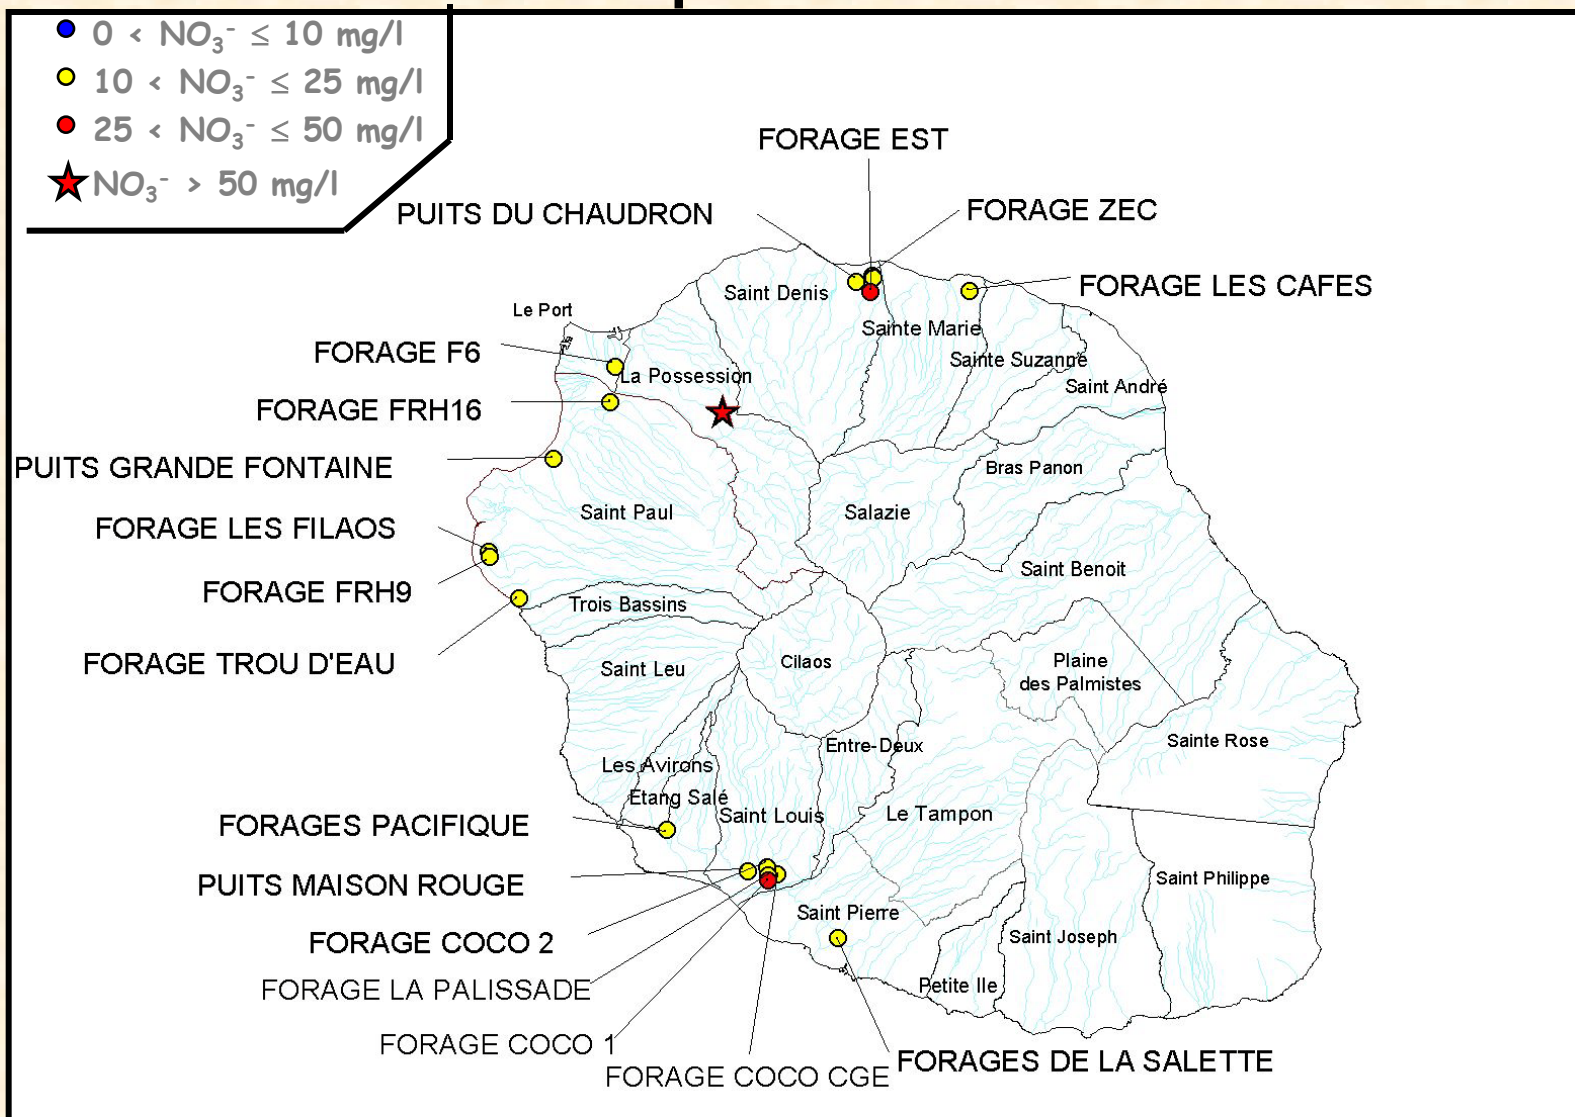 0 < NO₃⁻ ≤ 10 mg/l
10 < NO₃⁻ ≤ 25 mg/l
25 < NO₃⁻ ≤ 50 mg/l
NO₃⁻ > 50 mg/l
FORAGE EST
PUITS DU CHAUDRON
FORAGE ZEC
FORAGE LES CAFES
Saint Denis
Le Port
Sainte Marie
FORAGE F6
Sainte Suzanne
La Possession
Saint André
FORAGE FRH16
PUITS GRANDE FONTAINE
Bras Panon
Saint Paul
Salazie
FORAGE LES FILAOS
Saint Benoit
FORAGE FRH9
Trois Bassins
FORAGE TROU D'EAU
Saint Leu
Cilaos
Plaine
des Palmistes
Entre-Deux
Sainte Rose
Les Avirons
Etang Salé
Saint Louis
Le Tampon
FORAGES PACIFIQUE
PUITS MAISON ROUGE
Saint Philippe
Saint Pierre
FORAGE COCO 2
Saint Joseph
FORAGE LA PALISSADE
Petite Ile
FORAGE COCO 1
FORAGES DE LA SALETTE
FORAGE COCO CGE